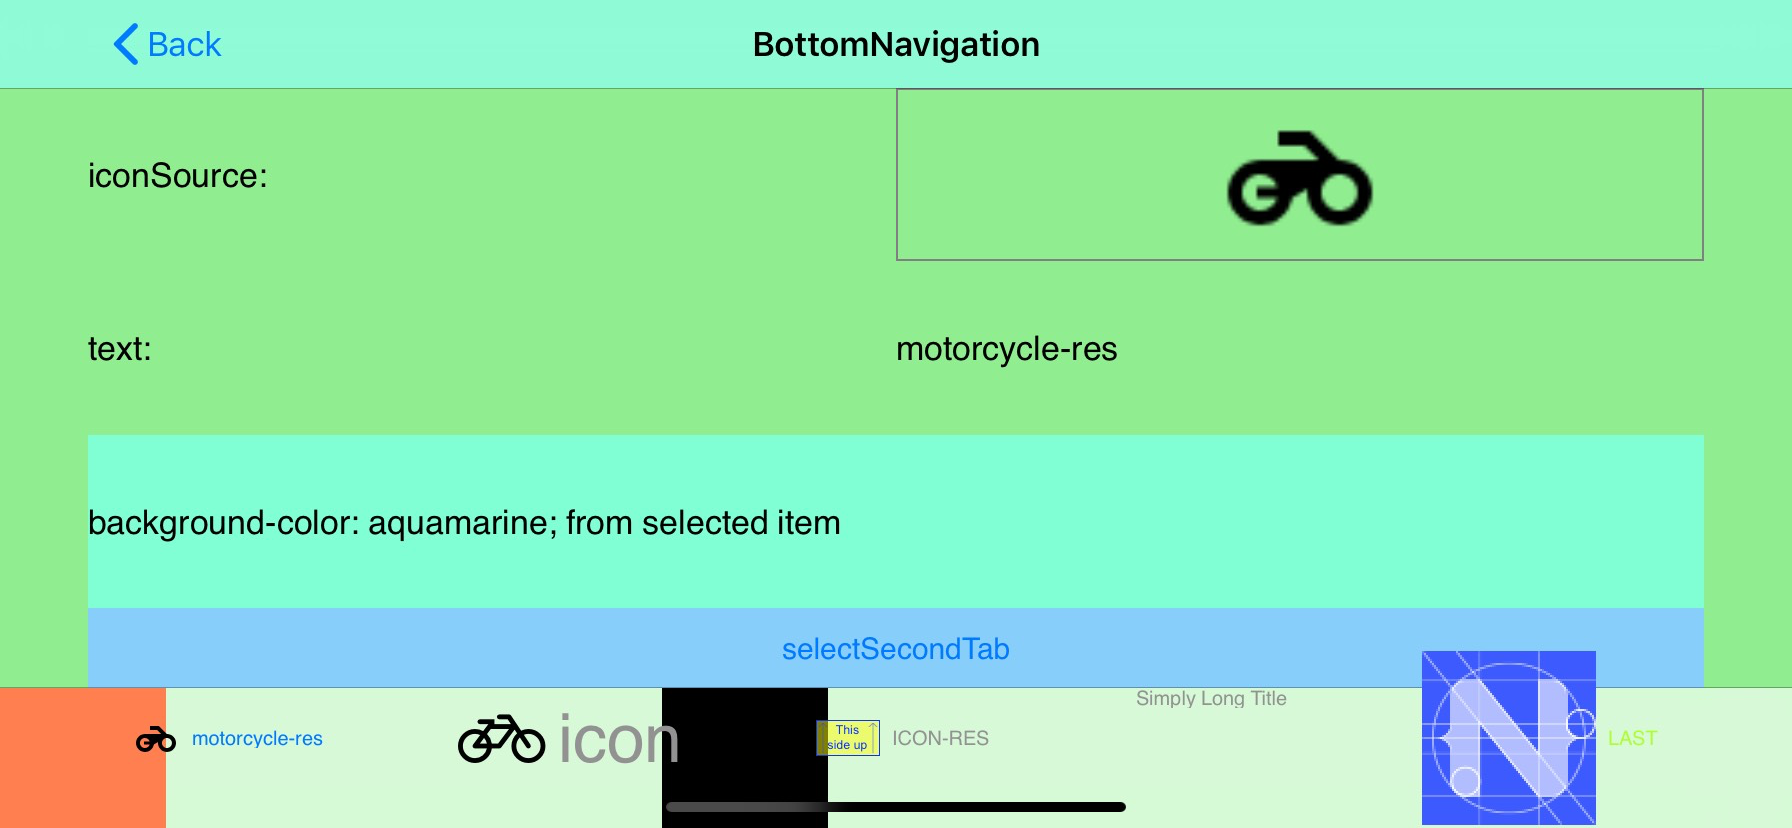 Back
BottomNavigation
iconSource:
text:
motorcycle-res
background-color: aquamarine; from selected item
selectSecondTab
motorcycle-res
icon
This
side up
ICON-RES
Simply Long Title
LAST